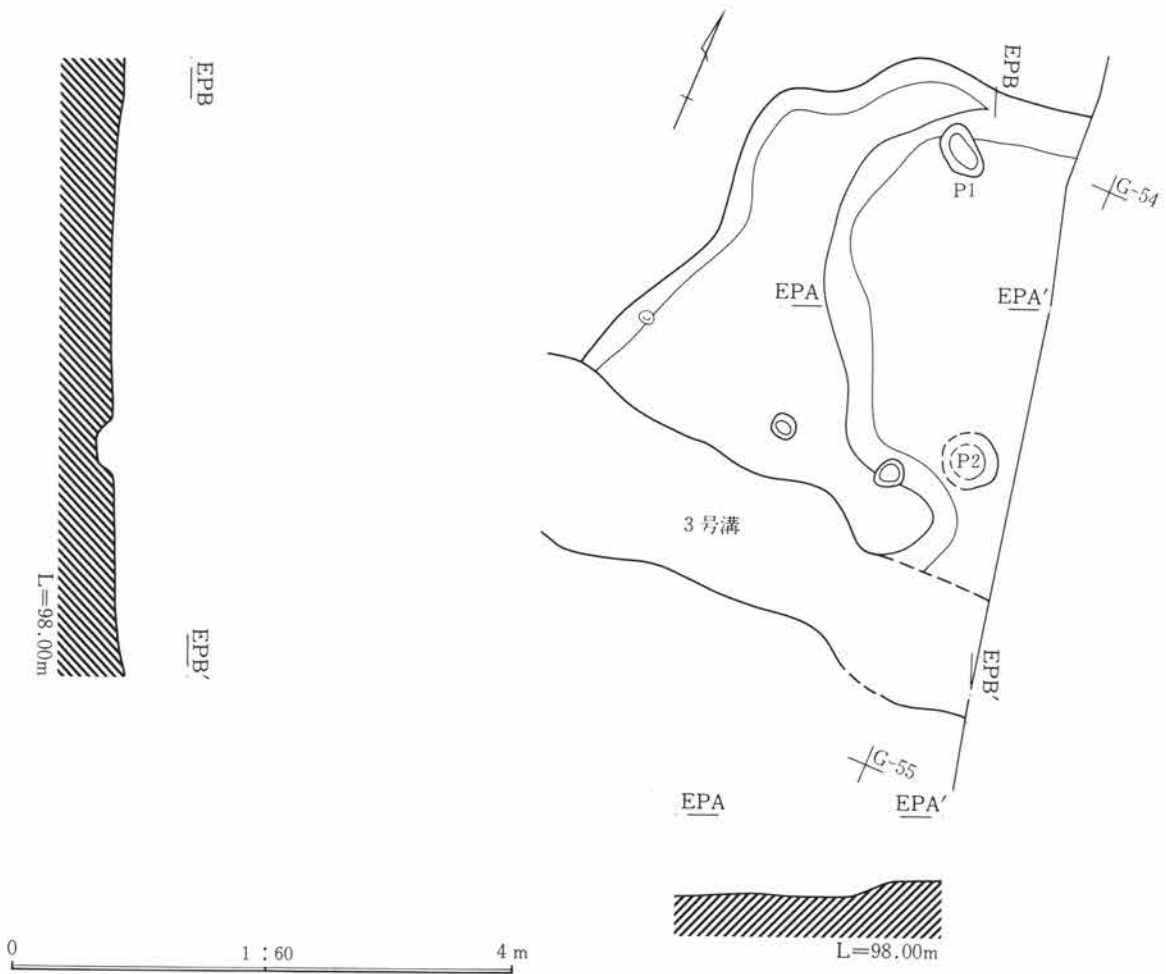 EPB
EPB
P1
G-54
EPA
EPA′
P2
3号溝
L=98.00m
EPB′
EPB′
G-55
EPA
EPA′
L=98.00m
0 1:60 4 m